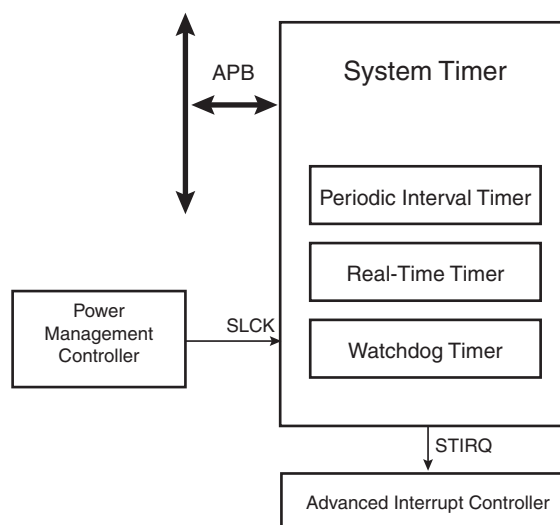 APB
System Timer
Periodic Interval Timer
Real-Time Timer
Watchdog Timer
Power
Management
Controller
SLCK
STIRQ
Advanced Interrupt Controller